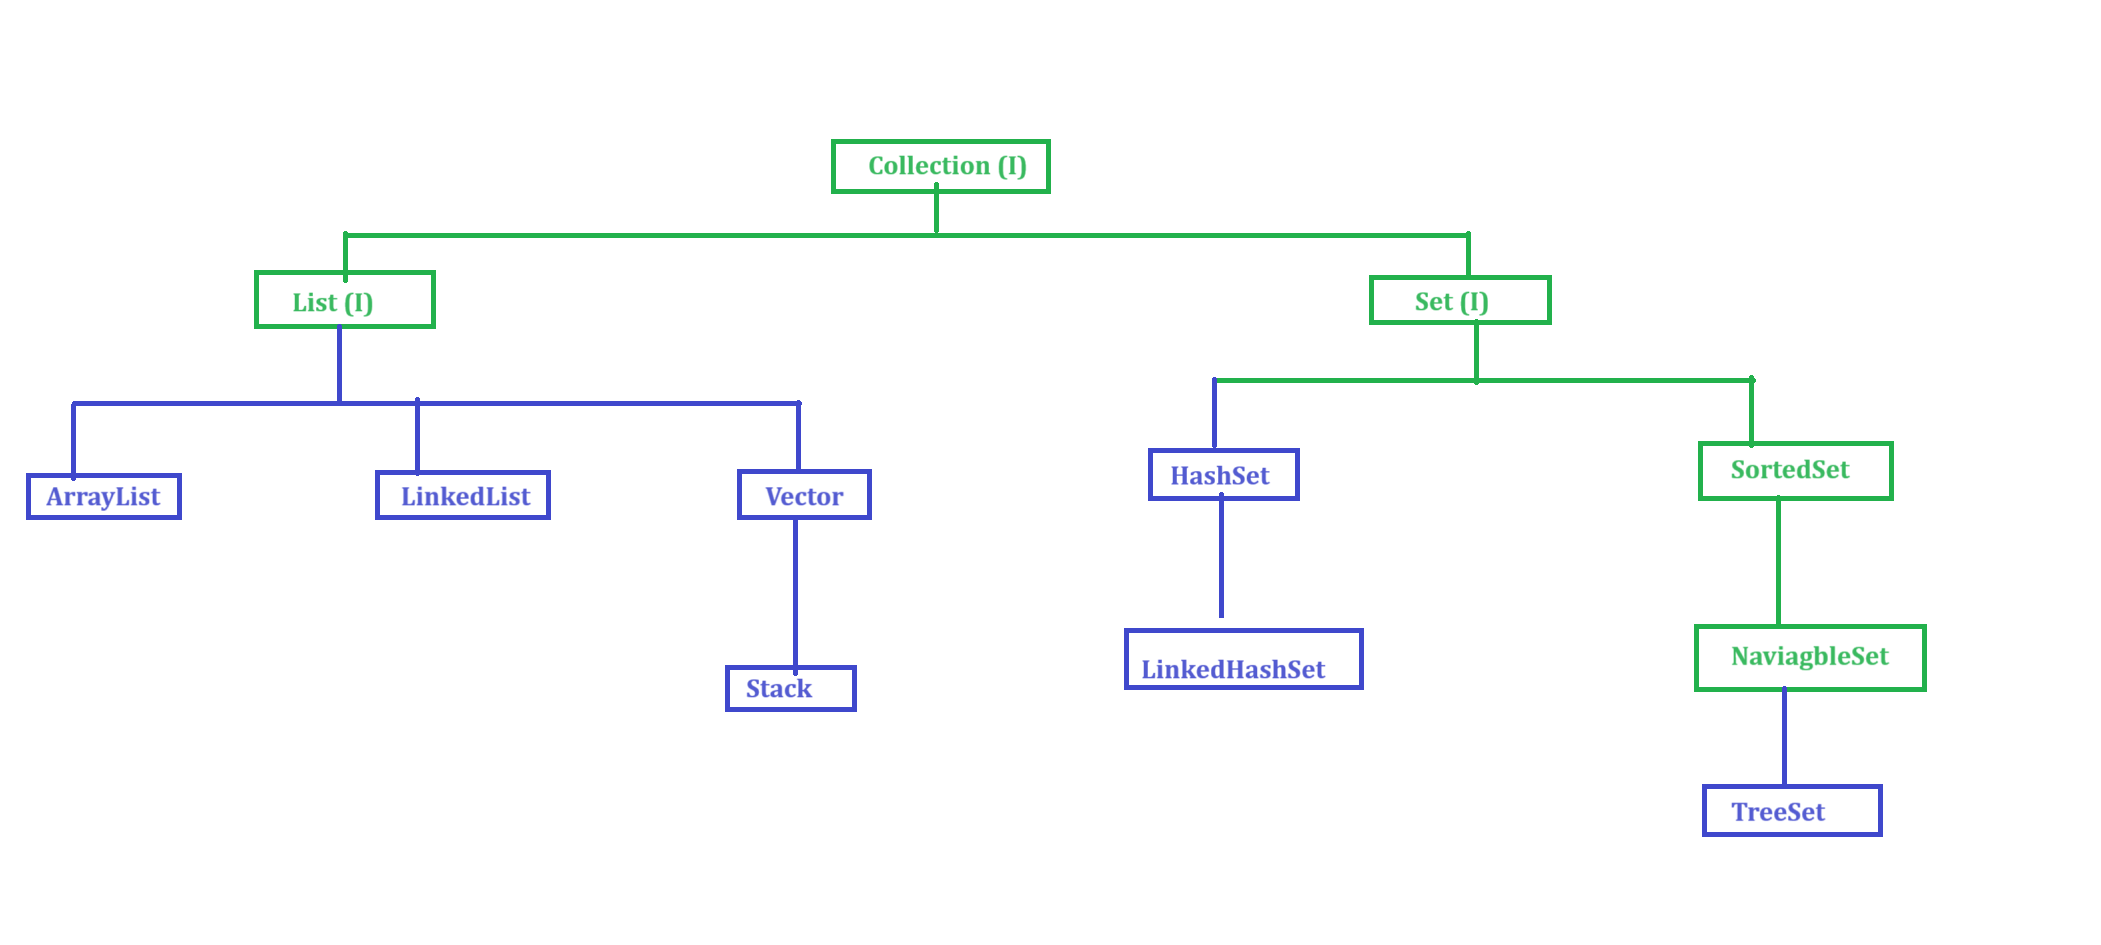 Collection (I)
List (I)
Set (I)
ArrayList
LinkedList
Vector
HashSet
SortedSet
Stack
LinkedHashSet
NaviagbleSet
TreeSet